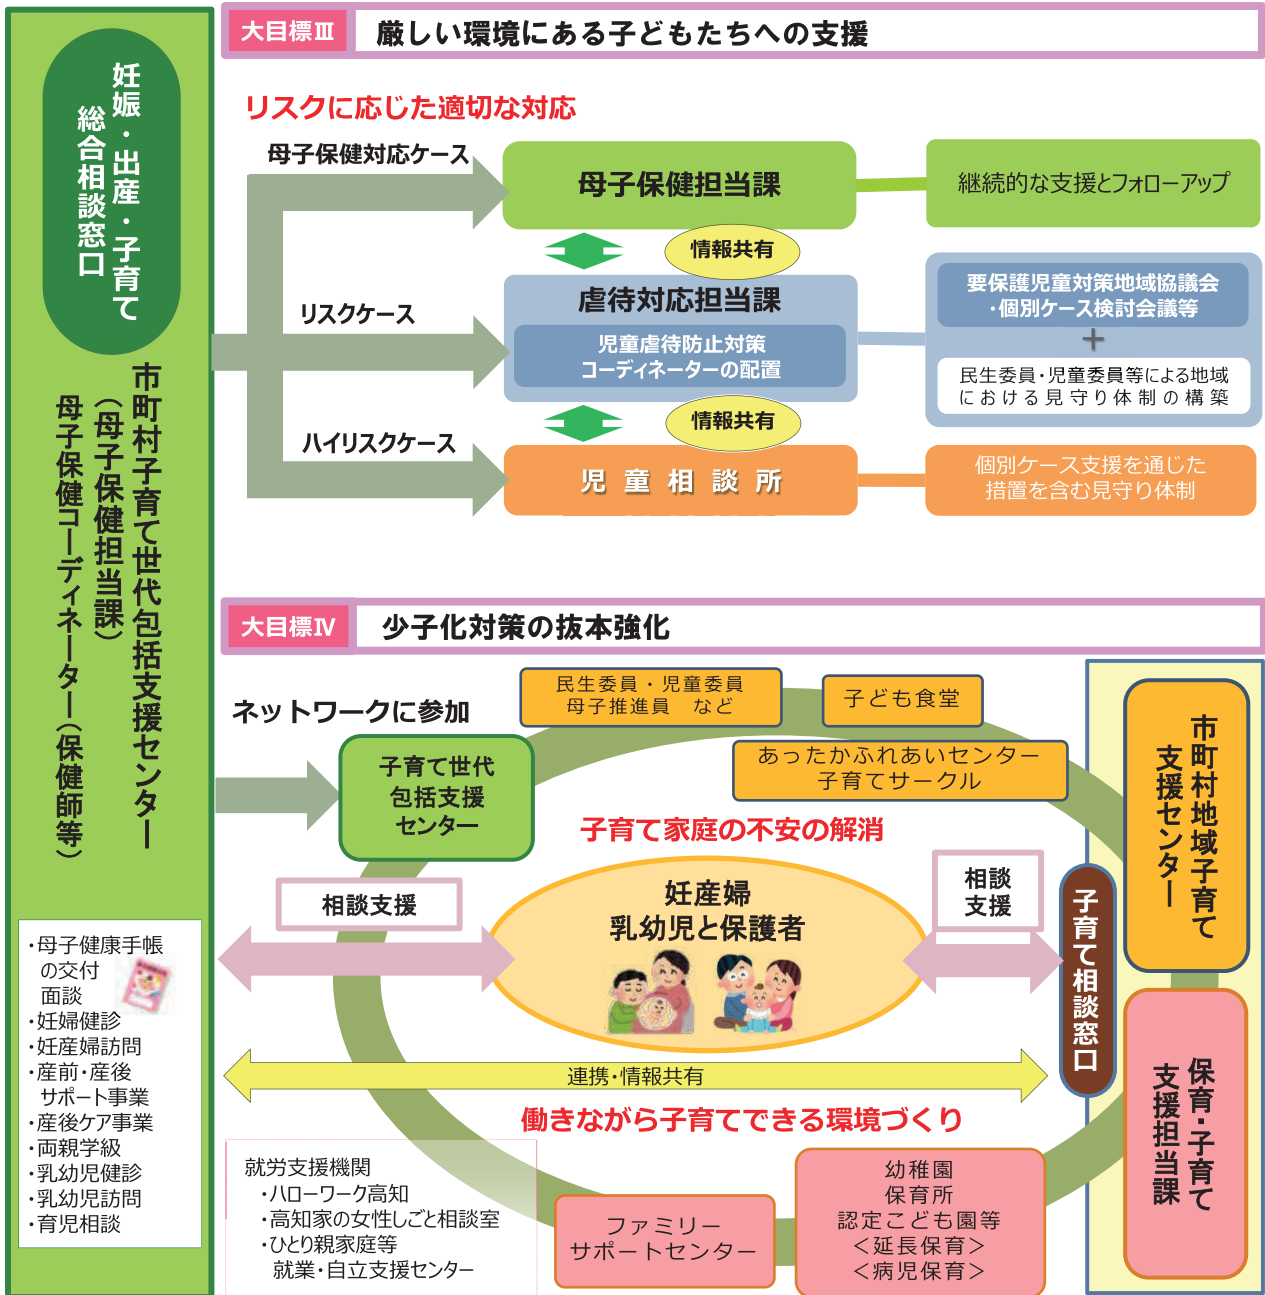 妊娠・出産・子育て
総合相談窓口
市町村子育て世代包括支援センター
（母子保健担当課）
母子保健コーディネーター（保健師等）
・母子健康手帳
の交付
面談
・妊婦健診
・妊産婦訪問
・産前・産後
サポート事業
・産後ケア事業
・両親学級
・乳幼児健診
・乳幼児訪問
・育児相談
大目標Ⅲ
厳しい環境にある子どもたちへの支援
リスクに応じた適切な対応
母子保健対応ケース
母子保健担当課
継続的な支援とフォローアップ
情報共有
リスクケース
虐待対応担当課
児童虐待防止対策
コーディネーターの配置
要保護児童対策地域協議会
・個別ケース検討会議等
＋
民生委員・児童委員等による地域
における見守り体制の構築
情報共有
ハイリスクケース
児童相談所
個別ケース支援を通じた
措置を含む見守り体制
大目標Ⅳ
少子化対策の抜本強化
ネットワークに参加
民生委員・児童委員
母子推進員　など
子ども食堂
あったかふれあいセンター
子育てサークル
子育て世代
包括支援
センター
子育て家庭の不安の解消
相談支援
妊産婦
乳幼児と保護者
相談
支援
子育て相談窓口
市町村地域子育て
支援センター
保育・子育て
支援担当課
連携・情報共有
働きながら子育てできる環境づくり
就労支援機関
・ハローワーク高知
・高知家の女性しごと相談室
・ひとり親家庭等
就業・自立支援センター
ファミリー
サポートセンター
幼稚園
保育所
認定こども園等
＜延長保育＞
＜病児保育＞